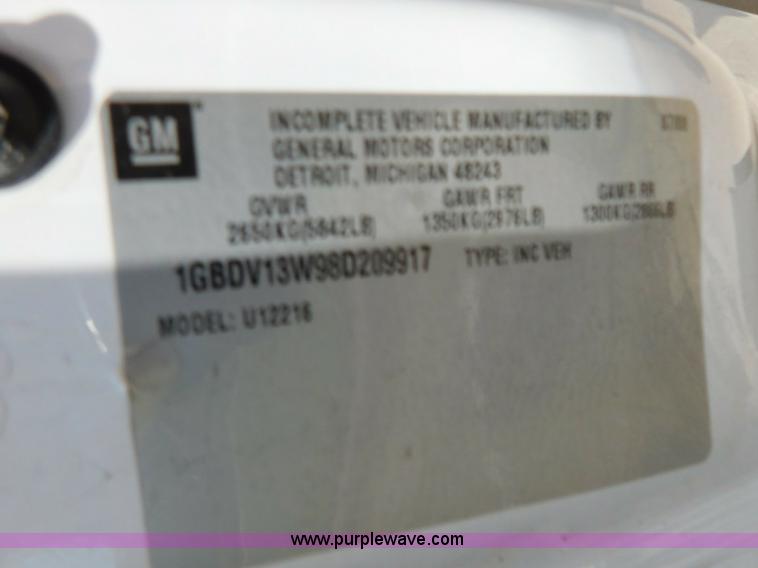 GM
INCOMPLETE VEHICLE MANUFACTURED BY
GENERAL MOTORS CORPORATION
DETROIT, MICHIGAN 48243
GVWR GAWR FRT GAWR RR
2650KG(5842LB) 1350KG(2976LB) 1300KG(2866LB)
1GBDV13W98D209917 TYPE: INC VEH
MODEL: U12216
www.purplewave.com